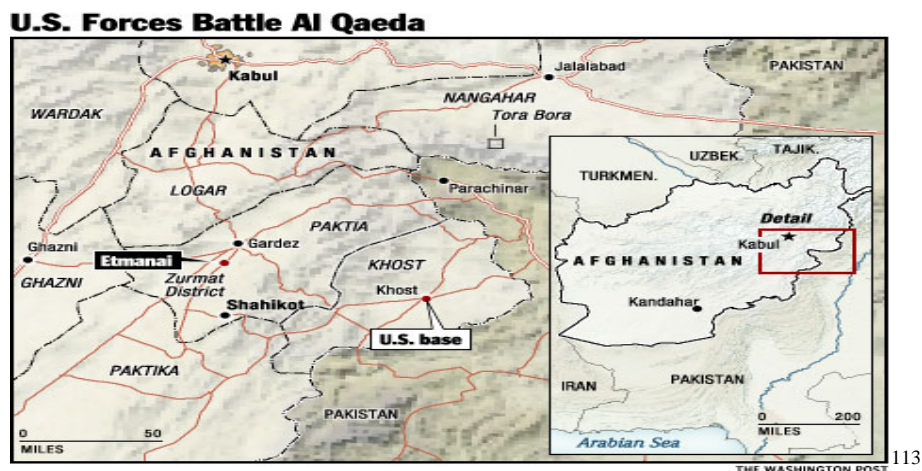 U.S. Forces Battle Al Qaeda
Kabul
Jalalabad
PAKISTAN
WARDAK
NANGAHAR
Tora Bora
AFGHANISTAN
LOGAR
Parachinar
PAKTIA
Ghazni
Gardez
Etmanai
KHOST
GHAZNI
Zurmat
District
Khost
Shahikot
U.S. base
PAKTIKA
PAKISTAN
0 50
MILES
UZBEK.
TAJIK.
TURKMEN.
Detail
Kabul
AFGHANISTAN
Kandahar
IRAN
PAKISTAN
0 200
MILES
Arabian Sea
113
THE WASHINGTON POST